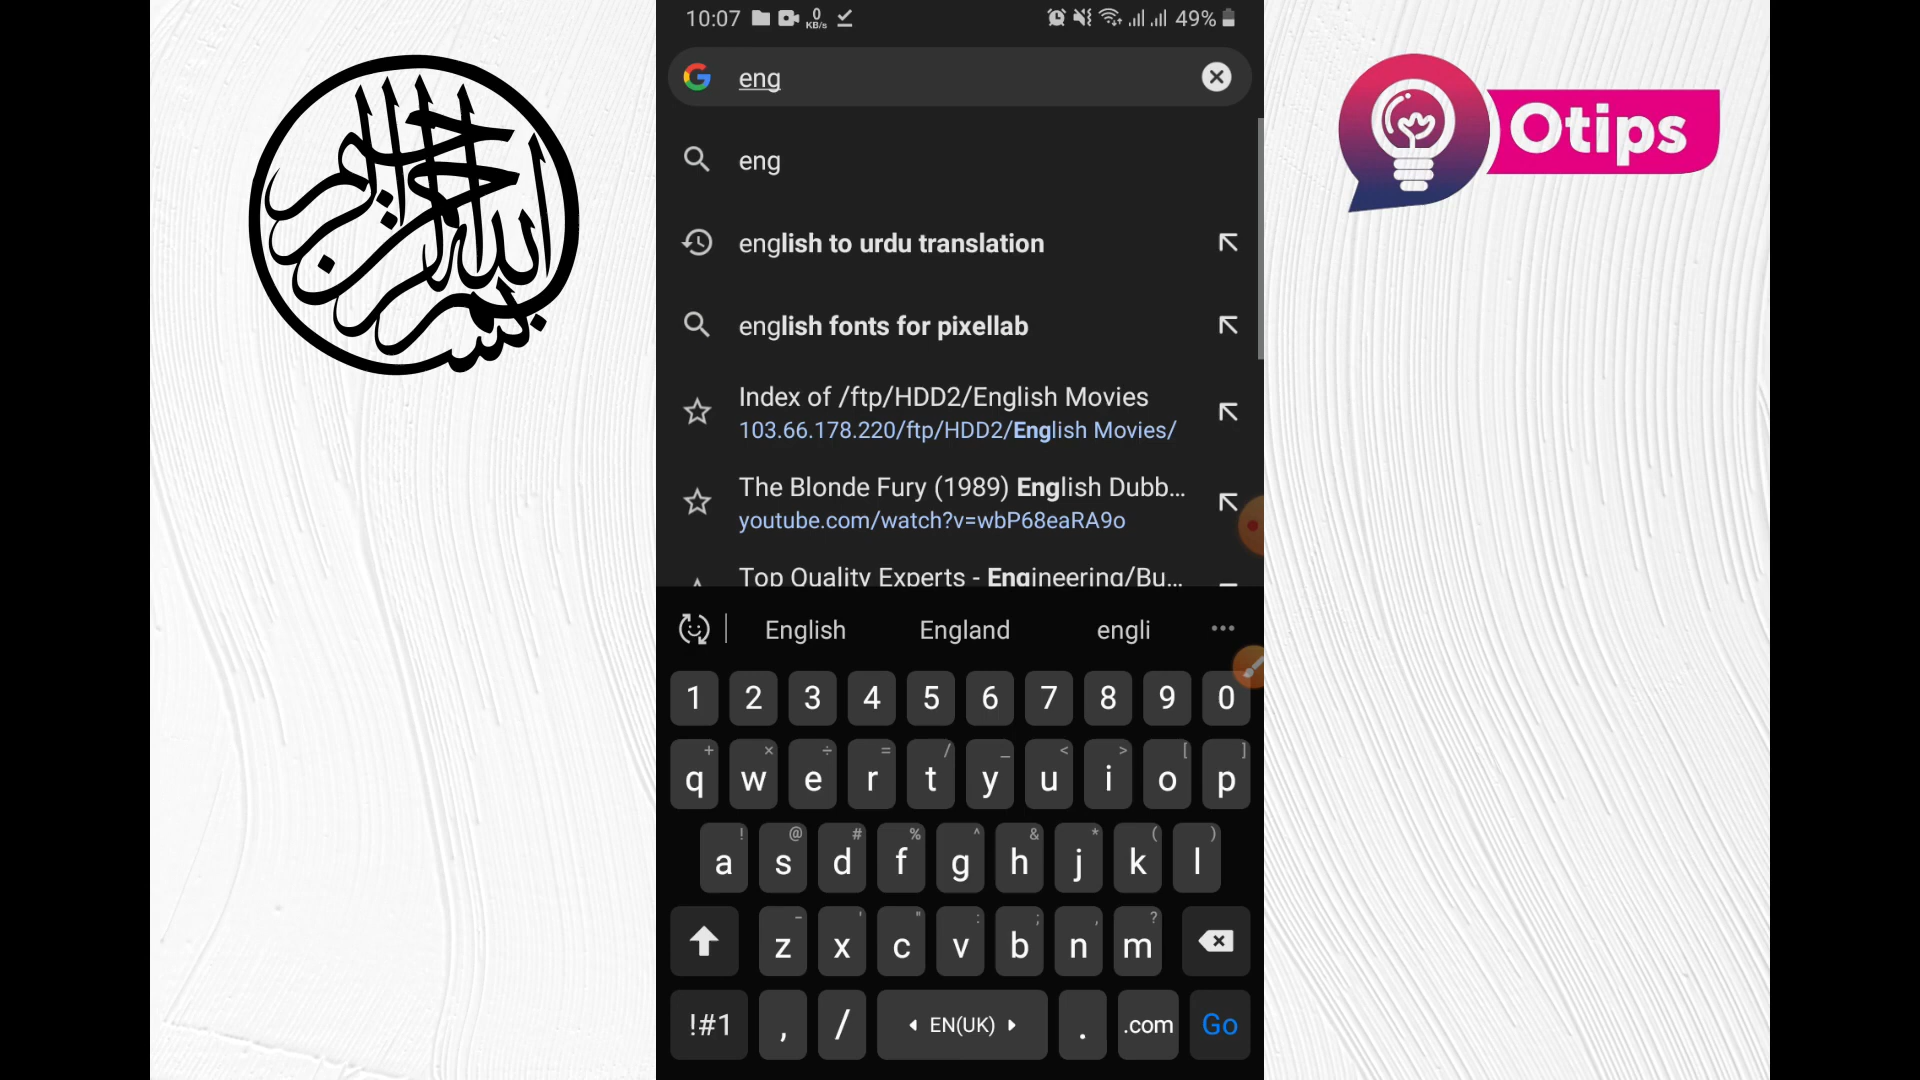 بسم الله الرحمن الرحيم
10:07 0 KB/s 49%
eng
eng
english to urdu translation
english fonts for pixellab
Index of /ftp/HDD2/English Movies
103.66.178.220/ftp/HDD2/English Movies/
The Blonde Fury (1989) English Dubb...
youtube.com/watch?v=wbP68eaRA9o
Top Quality Experts - Engineering/Bu...
English England engli ...
1 2 3 4 5 6 7 8 9 0
+ × ÷ = / _ < > [ ]
q w e r t y u i o p
! @ # % ^ & * ( )
a s d f g h j k l
- ' " : ; , ?
z x c v b n m
!#1 , / EN(UK) . .com Go
Otips